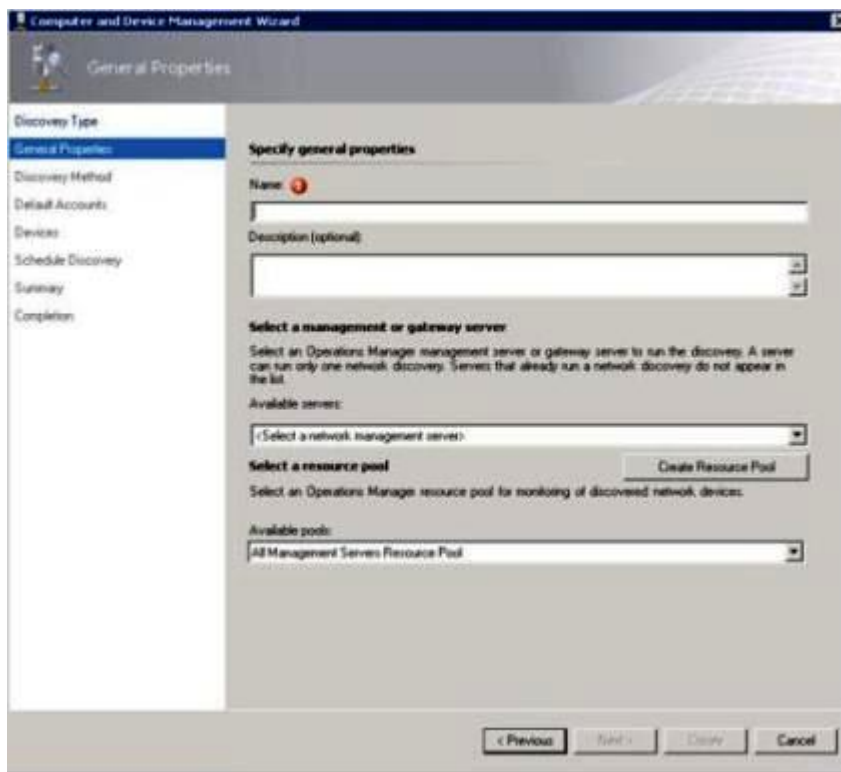 Computer and Device Management Wizard
General Properties
Discovery Type
General Properties
Discovery Method
Default Accounts
Devices
Schedule Discovery
Summary
Completion
Specify general properties
Name:
Description (optional):
Select a management or gateway server
Select an Operations Manager management server or gateway server to run the discovery. A server
can run only one network discovery. Servers that already run a network discovery do not appear in
the list.
Available servers:
<Select a network management server>
Select a resource pool
Create Resource Pool
Select an Operations Manager resource pool for monitoring of discovered network devices.
Available pools:
All Management Servers Resource Pool
< Previous
Next >
Create
Cancel